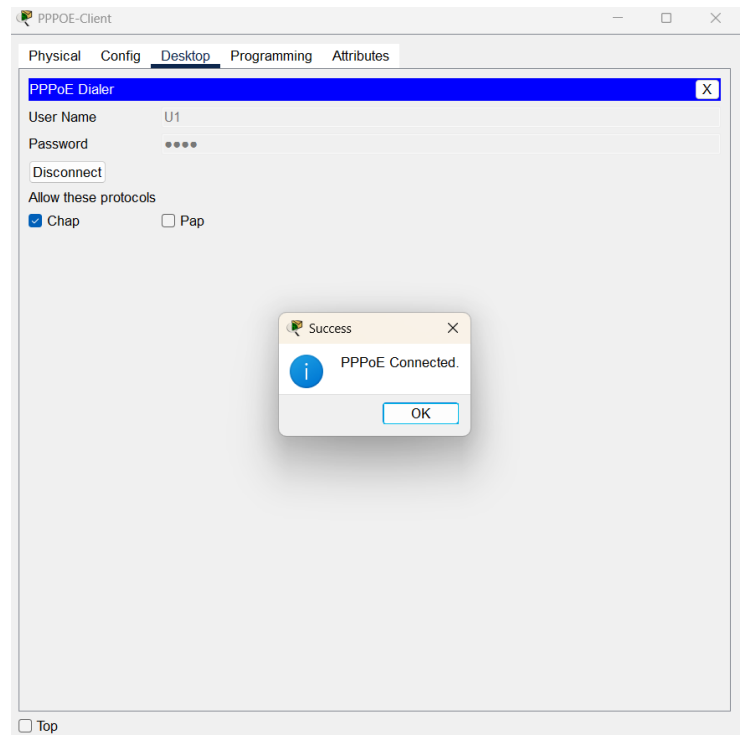 PPPOE-Client
Physical Config Desktop Programming Attributes
PPPoE Dialer X
User Name U1
Password ●●●●
Disconnect
Allow these protocols
Chap Pap
Success
PPPoE Connected.
OK
Top